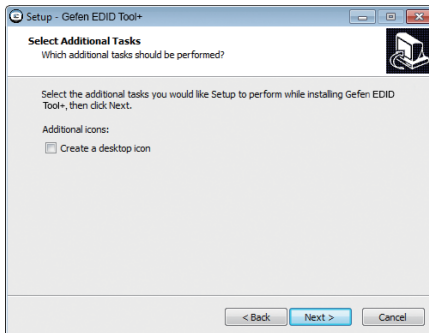 Setup - Gefen EDID Tool+
Select Additional Tasks
Which additional tasks should be performed?
Select the additional tasks you would like Setup to perform while installing Gefen EDID
Tool+, then click Next.
Additional icons:
Create a desktop icon
< Back
Next >
Cancel